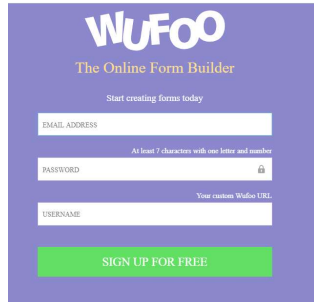 WUFOO
The Online Form Builder
Start creating forms today
EMAIL ADDRESS
At least 7 characters with one letter and number
PASSWORD
Your custom Wufoo URL
USERNAME
SIGN UP FOR FREE